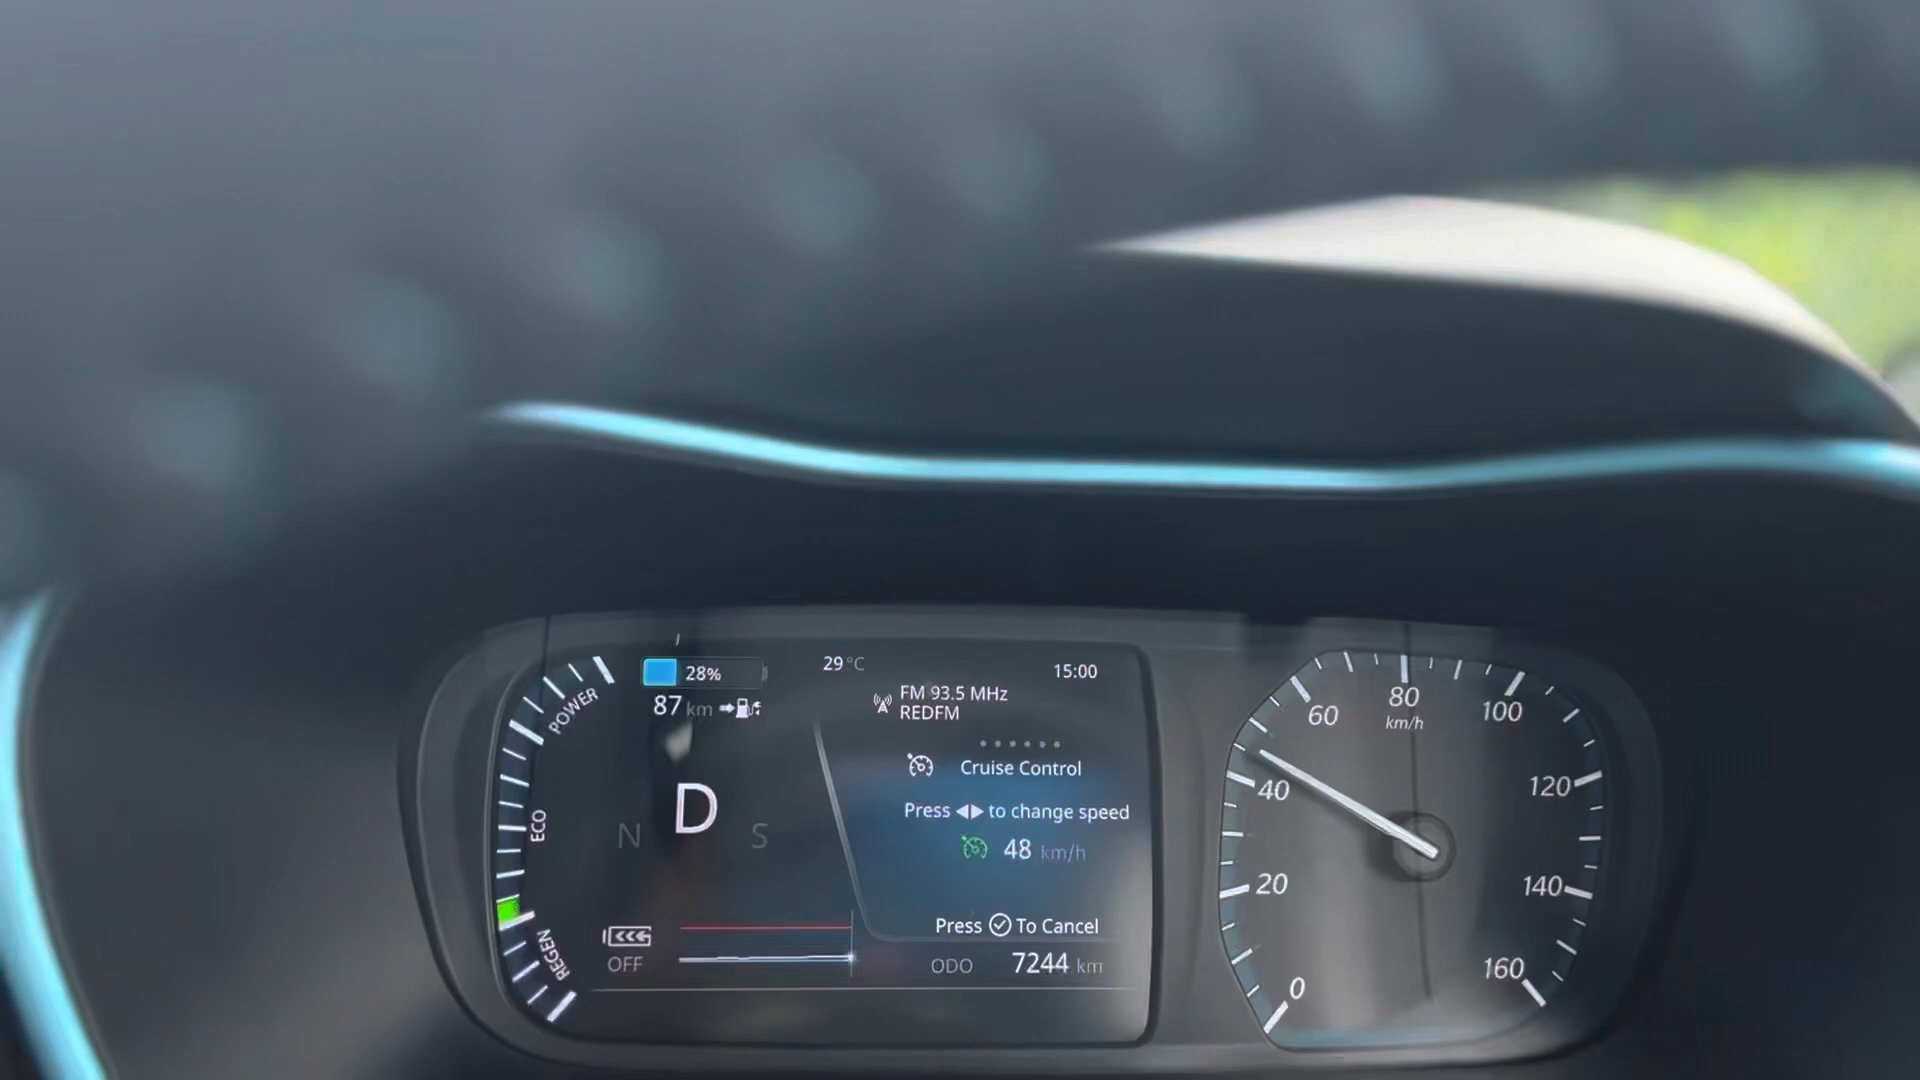 28%
87 km
29°C
15:00
FM 93.5 MHz
REDFM
POWER
ECO
REGEN
N D S
Cruise Control
Press to change speed
48 km/h
Press To Cancel
OFF
ODO 7244 km
0
20
40
60
80
km/h
100
120
140
160